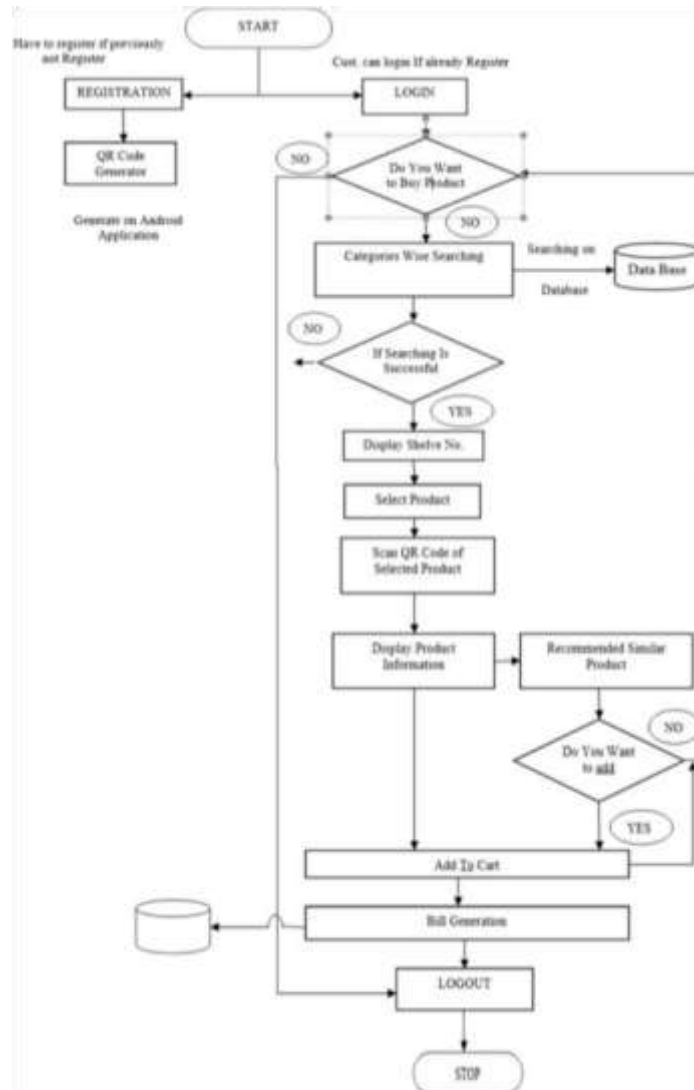 START
Have to register if previously
not Register
Cust. can login If already Register
REGISTRATION
LOGIN
QR Code
Generator
NO
Do You Want
to Buy Product
Generate on Android
Application
NO
Categories Wise Searching
Searching on
Database
Data Base
NO
If Searching Is
Successful
YES
Display Shelve No.
Select Product
Scan QR Code of
Selected Product
Display Product
Information
Recommended Similar
Product
NO
Do You Want
to add
YES
Add To Cart
Bill Generation
LOGOUT
STOP